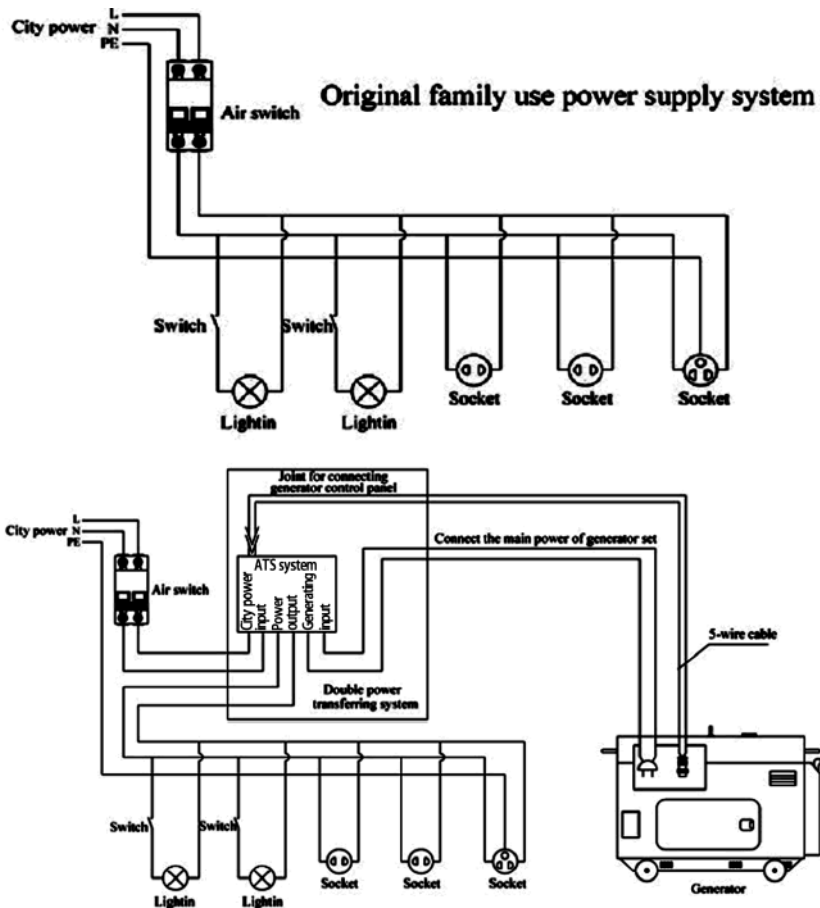 L
City power N
PE
Air switch
Original family use power supply system
Switch
Switch
Lightin
Lightin
Socket
Socket
Socket
Joint for connecting
generator control panel
L
City power N
PE
Air switch
ATS system
City power
input
Power
output
Generating
input
Connect the main power of generator set
5-wire cable
Double power
transferring system
Switch
Switch
Lightin
Lightin
Socket
Socket
Socket
Generator